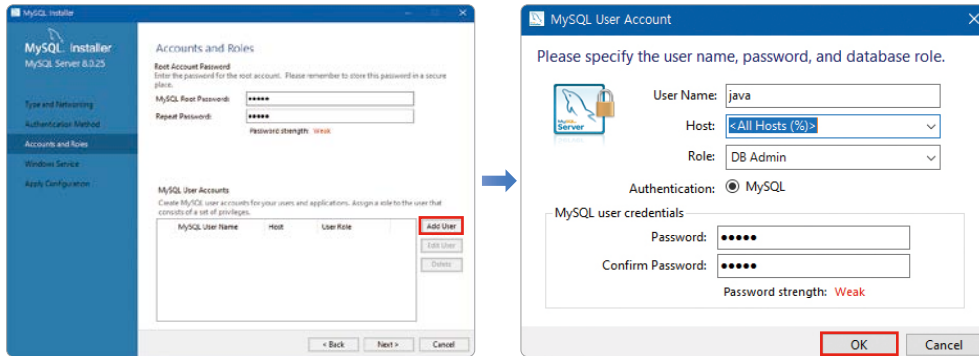 MySQL Installer
MySQL. Installer
MySQL Server 8.0.25
Type and Networking
Authentication Method
Accounts and Roles
Windows Service
Apply Configuration
Accounts and Roles
Root Account Password
Enter the password for the root account. Please remember to store this password in a secure
place.
MySQL Root Password:
Repeat Password:
Password strength: Weak
MySQL User Accounts
Create MySQL user accounts for your users and applications. Assign a role to the user that
consists of a set of privileges.
MySQL User Name Host User Role
Add User
Edit User
Delete
< Back Next > Cancel
MySQL User Account
Please specify the user name, password, and database role.
MySQL
Server
User Name: java
Host: <All Hosts (%)>
Role: DB Admin
Authentication: MySQL
MySQL user credentials
Password: •••••
Confirm Password: •••••
Password strength: Weak
OK Cancel